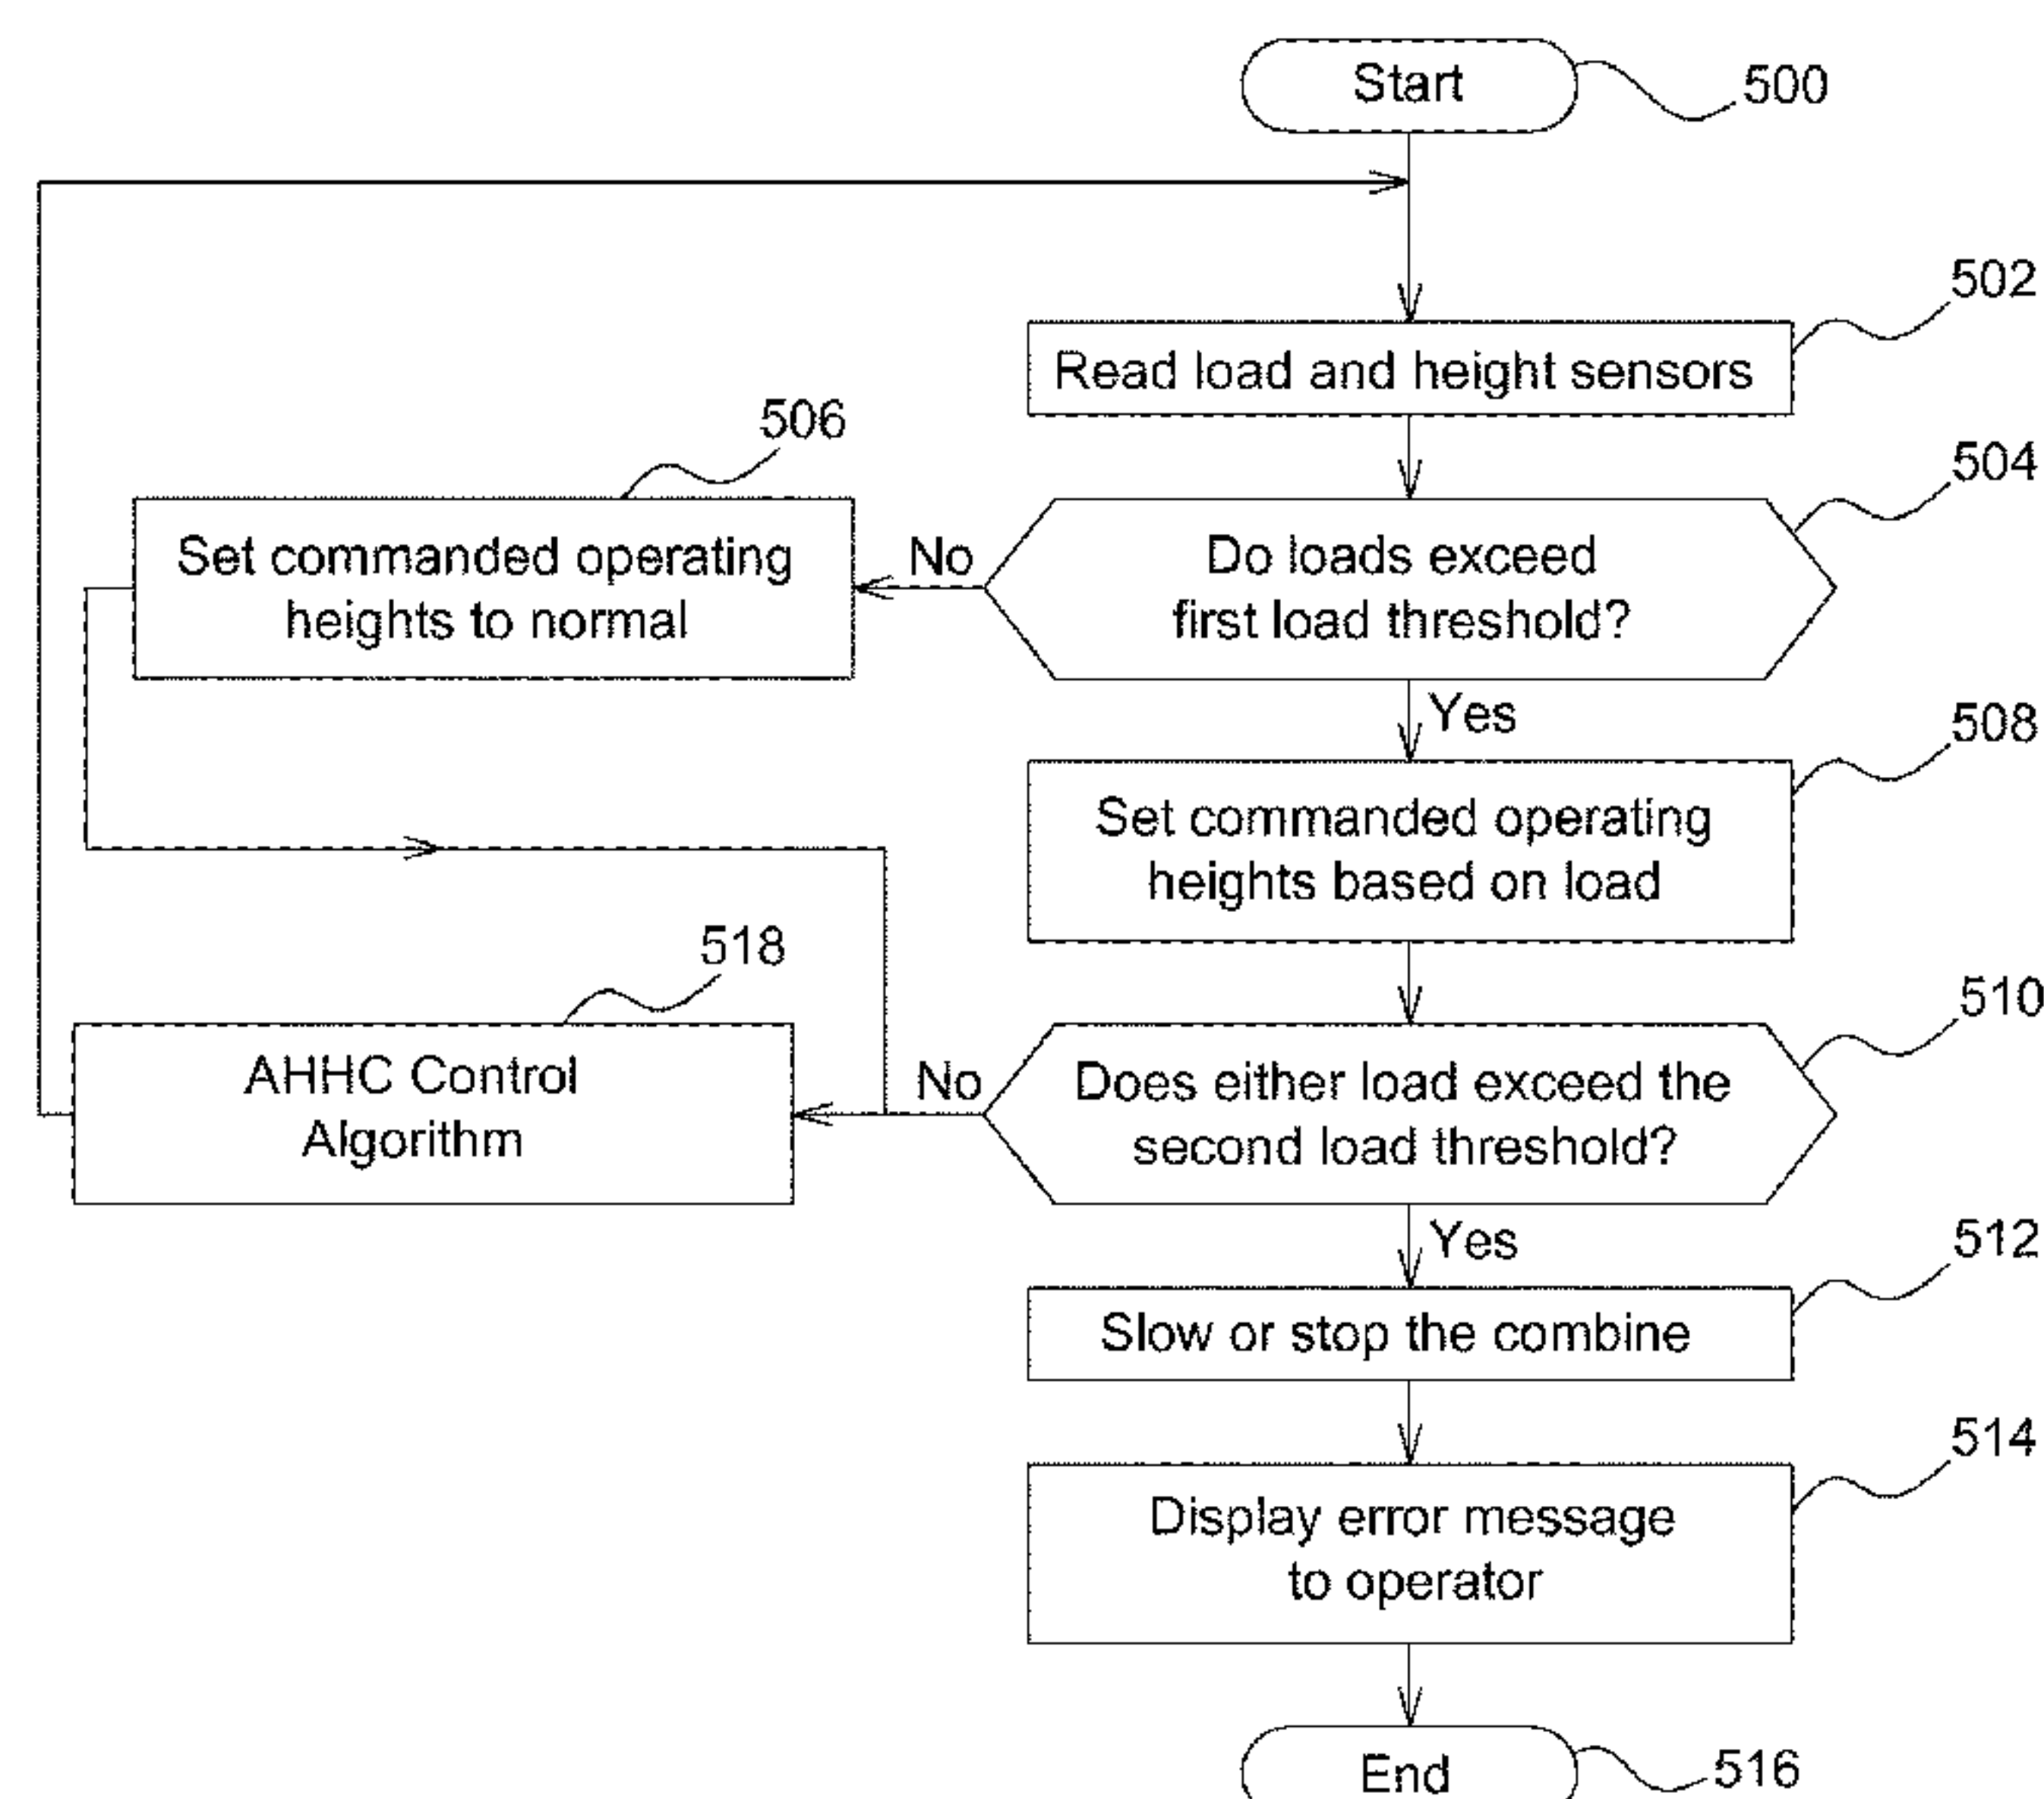 Start
500
502
Read load and height sensors
506
504
Set commanded operating
heights to normal
No
Do loads exceed
first load threshold?
Yes
508
Set commanded operating
heights based on load
518
510
AHHC Control
Algorithm
No
Does either load exceed the
second load threshold?
Yes
512
Slow or stop the combine
514
Display error message
to operator
End
516